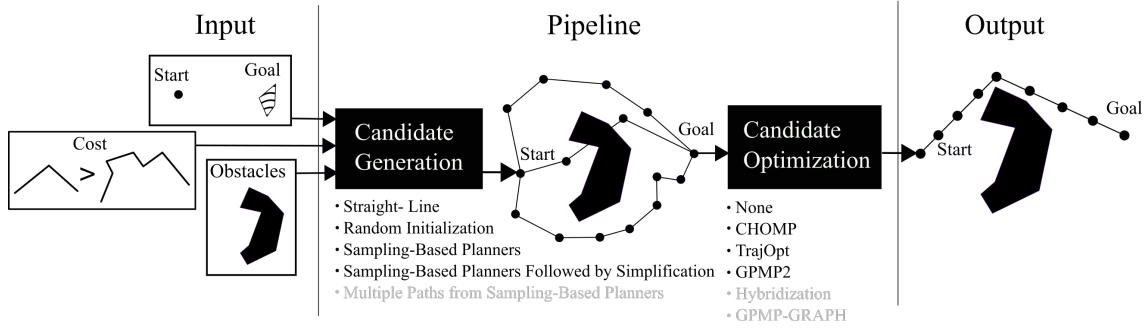 Input
Pipeline
Output
Start
Goal
Cost
>
Obstacles
Candidate
Generation
• Straight- Line
• Random Initialization
• Sampling-Based Planners
• Sampling-Based Planners Followed by Simplification
• Multiple Paths from Sampling-Based Planners
Start
Goal
Candidate
Optimization
• None
• CHOMP
• TrajOpt
• GPMP2
• Hybridization
• GPMP-GRAPH
Start
Goal